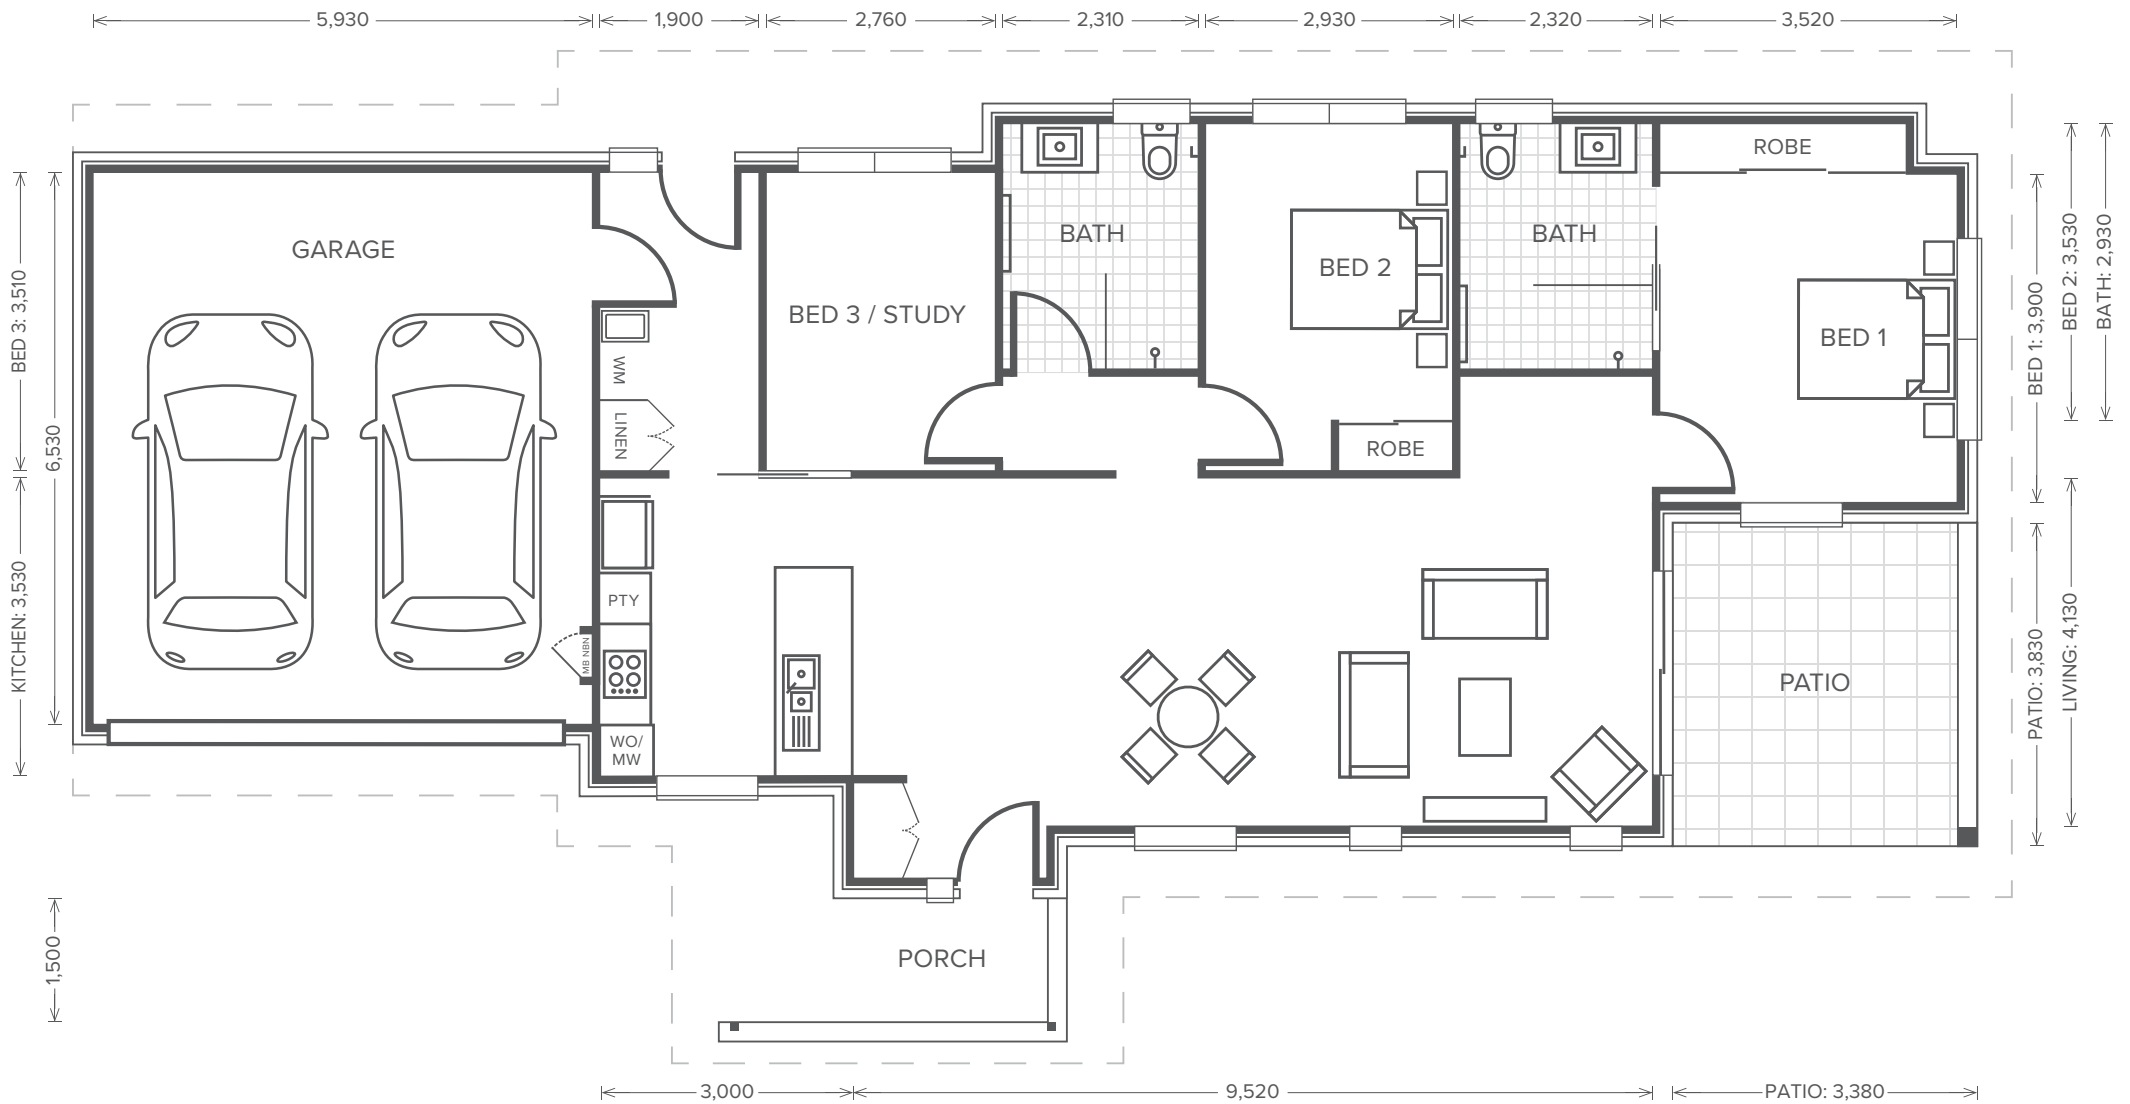 5,930
1,900
2,760
2,310
2,930
2,320
3,520
ROBE
GARAGE
BATH
BATH
BED 2
BED 3 / STUDY
BED 1
WM
LINEN
ROBE
BED 3: 3,510
6,530
KITCHEN: 3,530
BED 1: 3,900
BED 2: 3,530
BATH: 2,930
PTY
MB NBN
WO/
MW
PATIO
PATIO: 3,830
LIVING: 4,130
1,500
PORCH
3,000
9,520
PATIO: 3,380